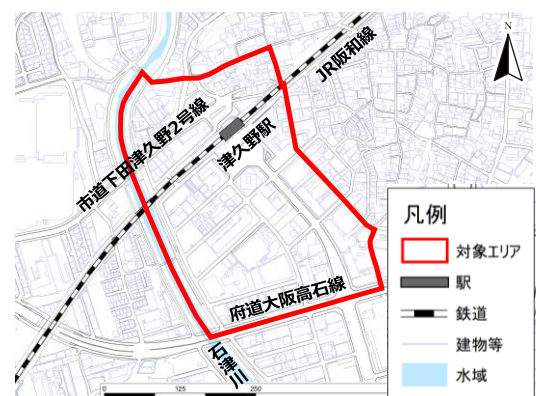 N
JR阪和線
市道下田津久野2号線
津久野駅
府道大阪高石線
石津川
凡例
対象エリア
駅
鉄道
建物等
水域
0 125 250